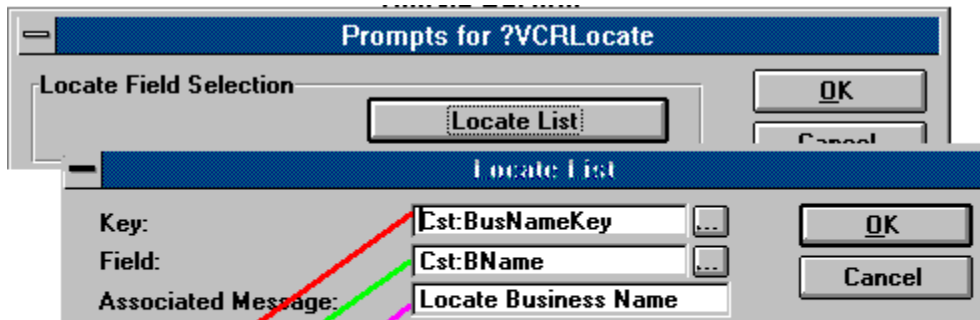 Prompts for ?VCRLocate
Locate Field Selection
OK
Locate List
Cancel
Locate List
Key: Cst:BusNameKey ... OK
Field: Cst:BName ...
Cancel
Associated Message: Locate Business Name